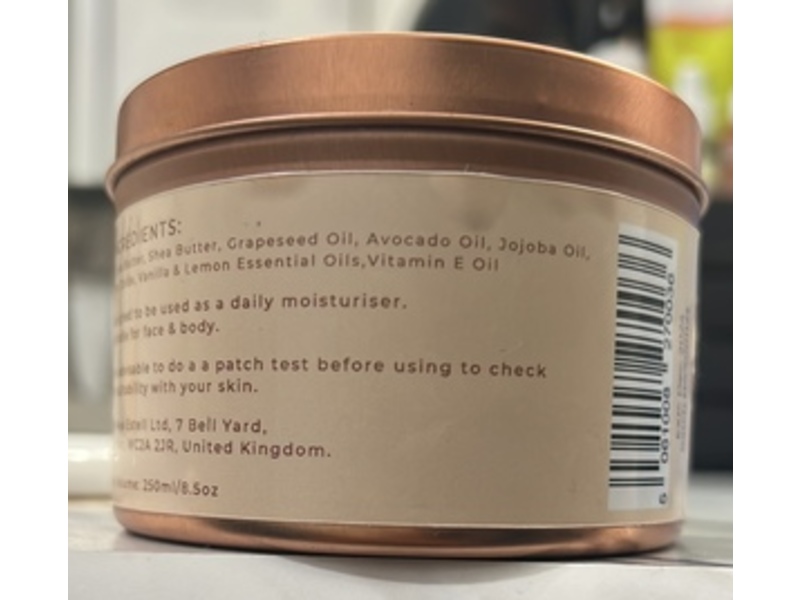 INGREDIENTS:
Butter, Shea Butter, Grapeseed Oil, Avocado Oil, Jojoba Oil,
Vanilla & Lemon Essential Oils,Vitamin E Oil
to be used as a daily moisturiser.
for face & body.
to do a a patch test before using to check
with your skin.
Ltd, 7 Bell Yard,
WC2A 2JR, United Kingdom.
250ml/8.5oz